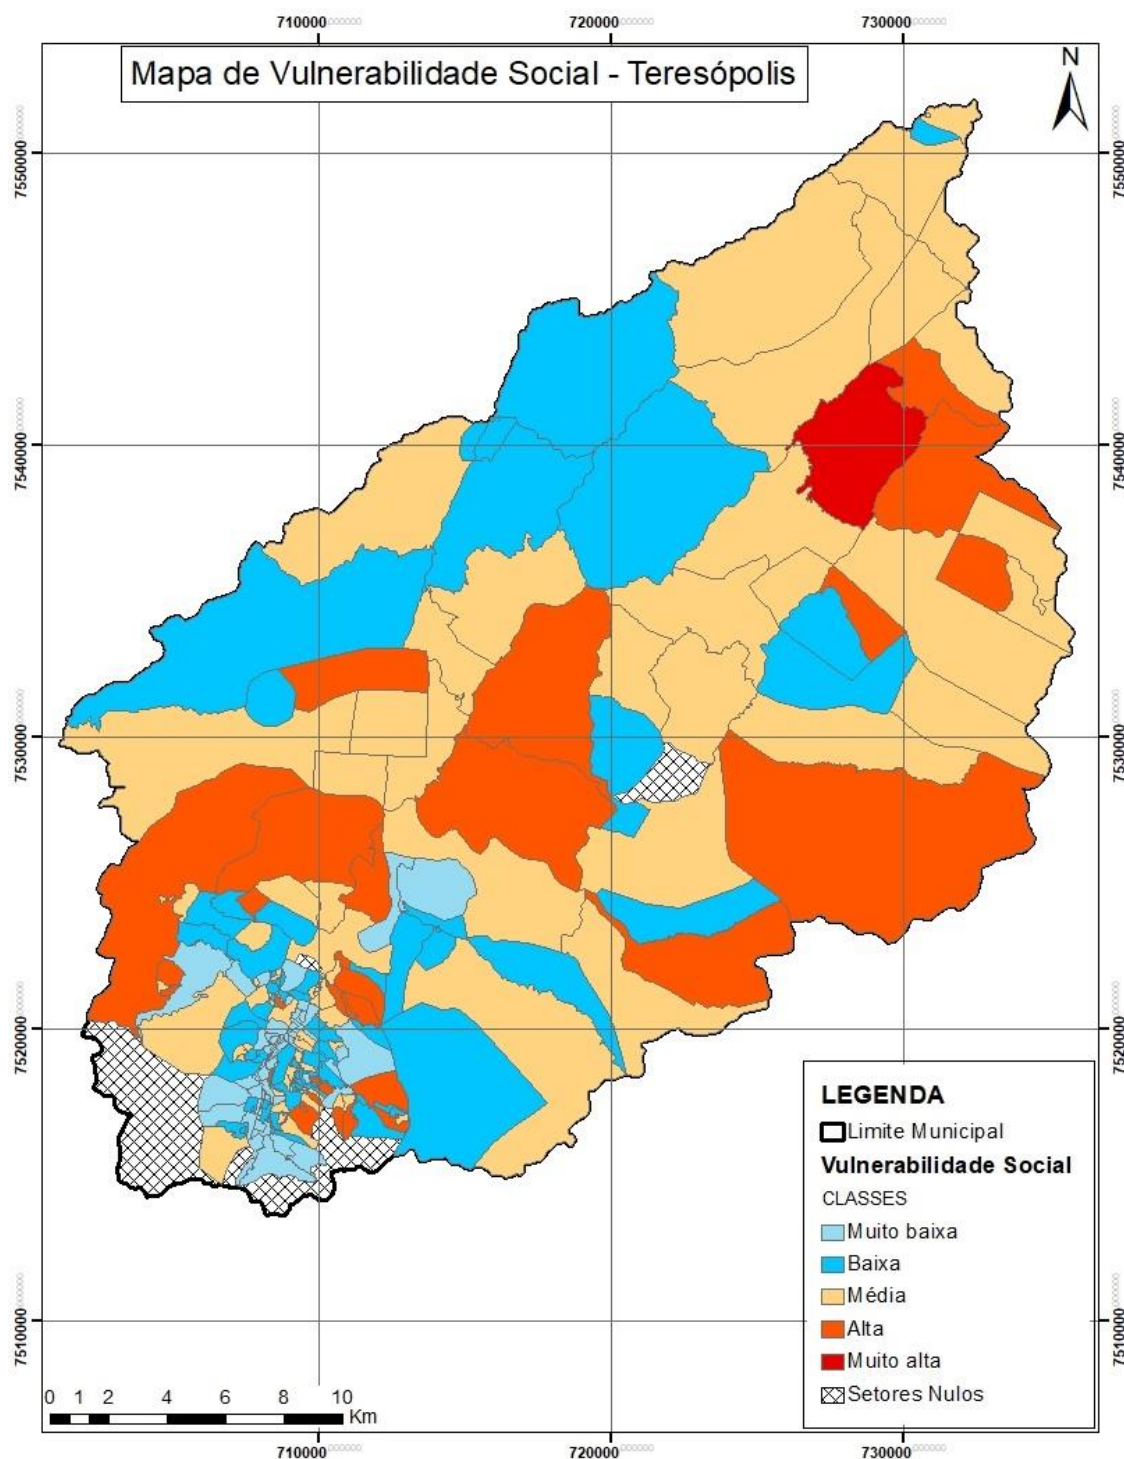 710000 720000 730000
Mapa de Vulnerabilidade Social - Teresópolis
N
7550000 7550000
7540000 7540000
7530000 7530000
7520000 7520000
7510000 7510000
LEGENDA
Limite Municipal
Vulnerabilidade Social
CLASSES
Muito baixa
Baixa
Média
Alta
Muito alta
Setores Nulos
0 1 2 4 6 8 10
Km
710000 720000 730000